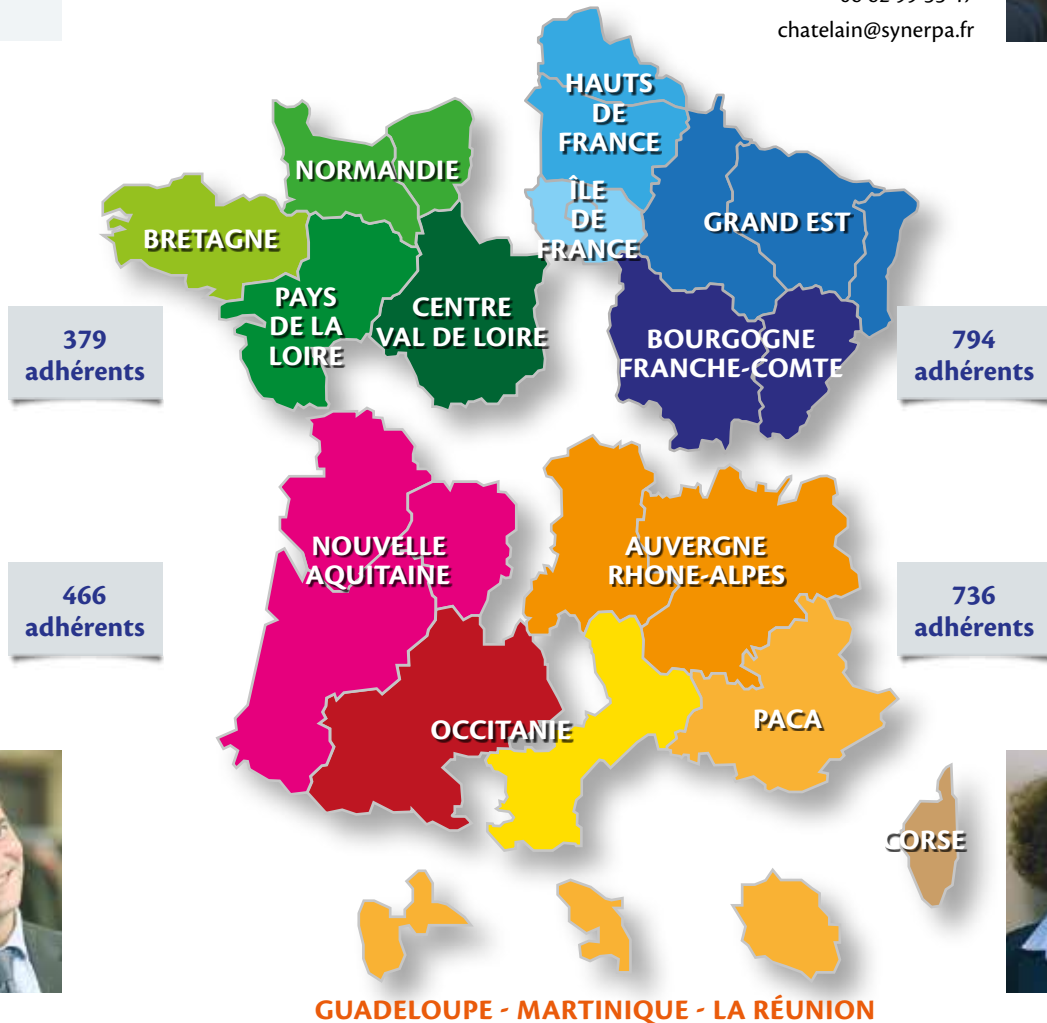 chatelain@synerpa.fr
HAUTS
DE
FRANCE
NORMANDIE
ÎLE
DE
FRANCE
GRAND EST
BRETAGNE
PAYS
DE LA
LOIRE
CENTRE
VAL DE LOIRE
379
adhérents
BOURGOGNE
FRANCHE-COMTE
794
adhérents
NOUVELLE
AQUITAINE
AUVERGNE
RHONE-ALPES
466
adhérents
736
adhérents
OCCITANIE
PACA
CORSE
GUADELOUPE - MARTINIQUE - LA RÉUNION